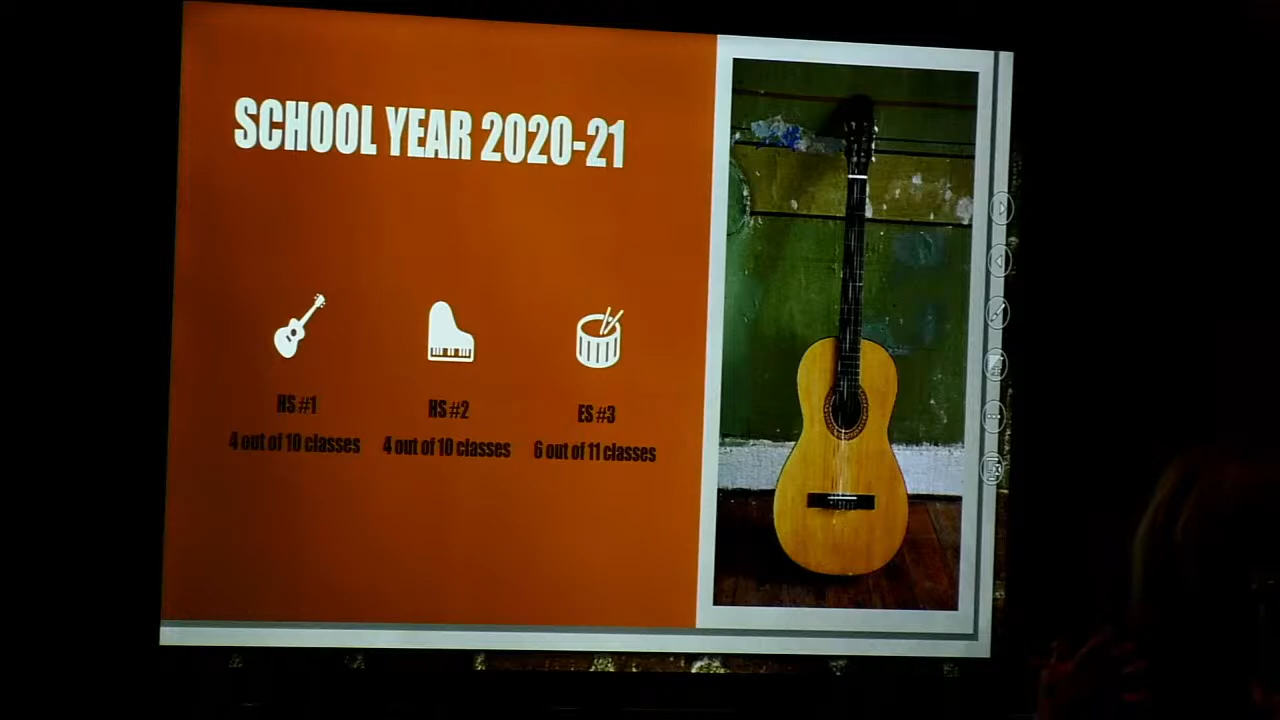 SCHOOL YEAR 2020-21
HS #1
4 out of 10 classes
HS #2
4 out of 10 classes
ES #3
6 out of 11 classes